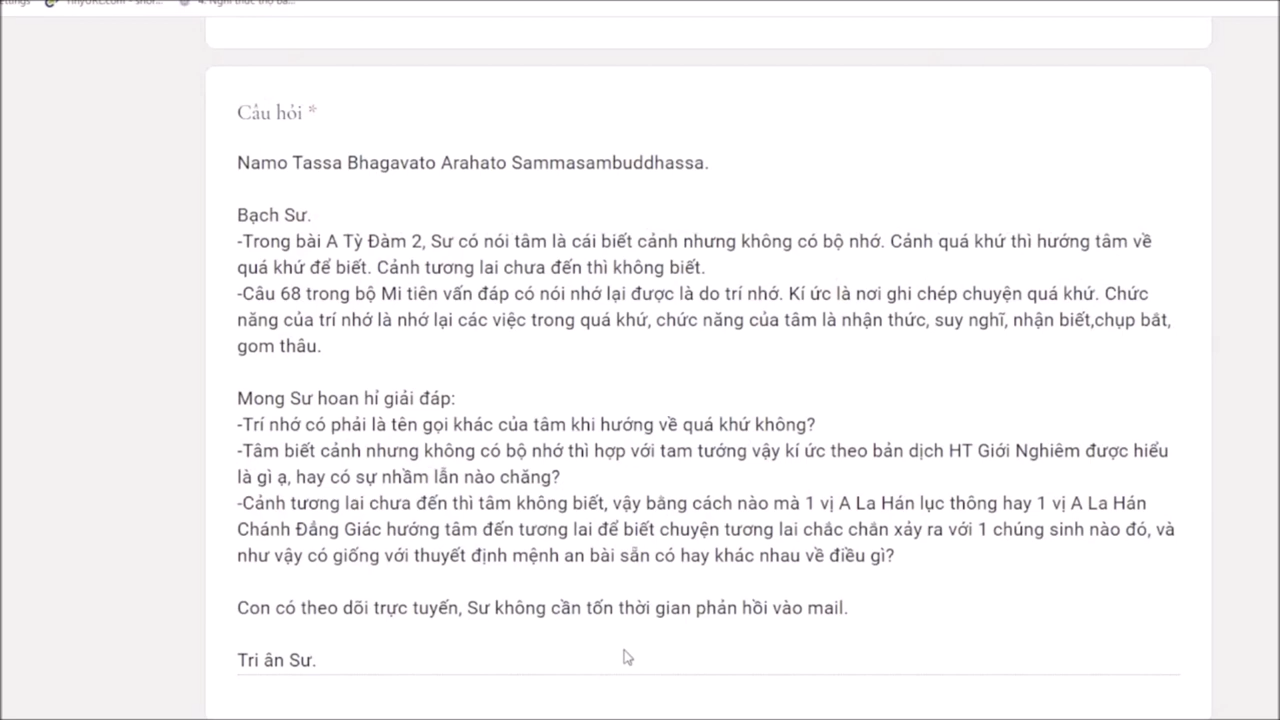 Câu hỏi *
Namo Tassa Bhagavato Arahato Sammasambuddhassa.
Bạch Sư.
-Trong bài A Tỳ Đàm 2, Sư có nói tâm là cái biết cảnh nhưng không có bộ nhớ. Cảnh quá khứ thì hướng tâm về
quá khứ để biết. Cảnh tương lai chưa đến thì không biết.
-Câu 68 trong bộ Mi tiên vấn đáp có nói nhớ lại được là do trí nhớ. Kí ức là nơi ghi chép chuyện quá khứ. Chức
năng của trí nhớ là nhớ lại các việc trong quá khứ, chức năng của tâm là nhận thức, suy nghĩ, nhận biết,chụp bắt,
gom thâu.
Mong Sư hoan hỉ giải đáp:
-Trí nhớ có phải là tên gọi khác của tâm khi hướng về quá khứ không?
-Tâm biết cảnh nhưng không có bộ nhớ thì hợp với tam tướng vậy kí ức theo bản dịch HT Giới Nghiêm được hiểu
là gì ạ, hay có sự nhầm lẫn nào chăng?
-Cảnh tương lai chưa đến thì tâm không biết, vậy bằng cách nào mà 1 vị A La Hán lục thông hay 1 vị A La Hán
Chánh Đẳng Giác hướng tâm đến tương lai để biết chuyện tương lai chắc chắn xảy ra với 1 chúng sinh nào đó, và
như vậy có giống với thuyết định mệnh an bài sẵn có hay khác nhau về điều gì?
Con có theo dõi trực tuyến, Sư không cần tốn thời gian phản hồi vào mail.
Tri ân Sư.